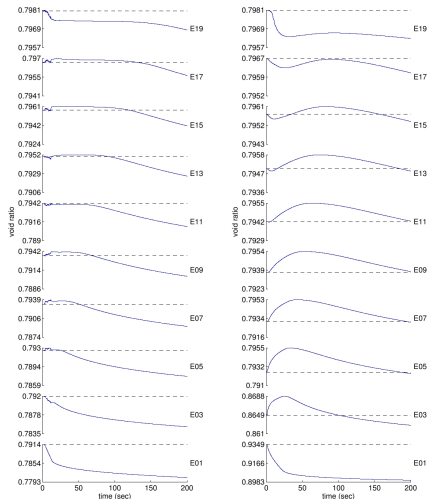 0.7981
0.7969
0.7957
E19
0.797
0.7955
0.7941
E17
0.7961
0.7942
0.7924
E15
0.7952
0.7929
0.7906
E13
0.7942
0.7916
0.789
E11
0.7942
0.7914
0.7886
E09
0.7939
0.7906
0.7874
E07
0.793
0.7894
0.7859
E05
0.792
0.7878
0.7835
E03
0.7914
0.7854
0.7793
E01
void ratio
0 50 100 150 200
time (sec)
0.7981
0.7969
0.7957
E19
0.7967
0.7959
0.7952
E17
0.7961
0.7952
0.7943
E15
0.7958
0.7947
0.7936
E13
0.7955
0.7942
0.7929
E11
0.7954
0.7939
0.7923
E09
0.7953
0.7934
0.7916
E07
0.7955
0.7932
0.791
E05
0.8688
0.8649
0.861
E03
0.9349
0.9166
0.8983
E01
void ratio
0 50 100 150 200
time (sec)